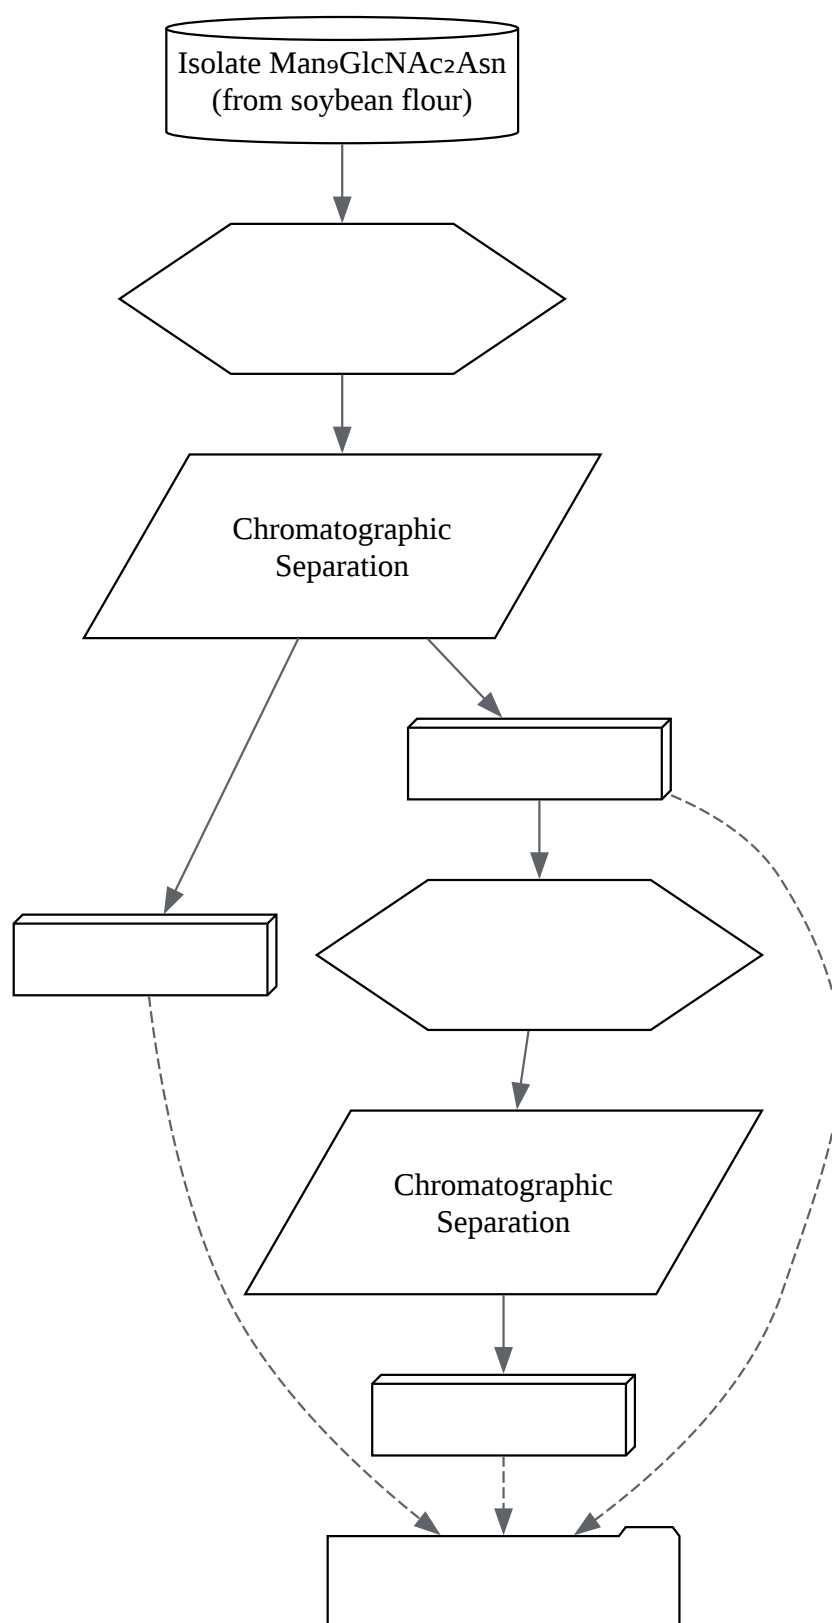 Isolate Man₉GlcNAc₂Asn
(from soybean flour)
Chromatographic
Separation
Chromatographic
Separation